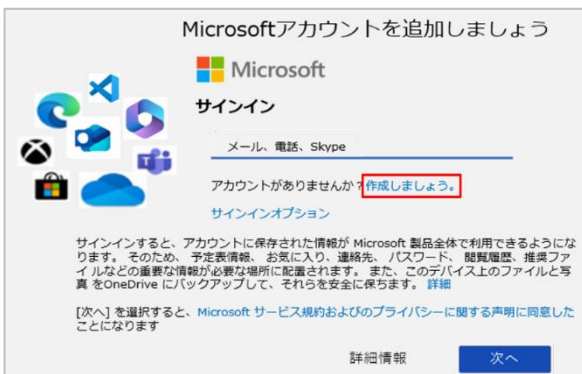 Microsoftアカウントを追加しましょう
Microsoft
サインイン
メール、電話、Skype
アカウントがありませんか?作成しましょう。
サインインオプション
サインインすると、アカウントに保存された情報が Microsoft 製品全体で利用できるようにな
ります。 そのため、 予定表情報、 お気に入り、連絡先、 パスワード、 閲覧履歴、推奨ファ
イ ルなどの重要な情報が必要な場所に配置されます。 また、このデバイス上のファイルと写
真 をOneDrive にバックアップして、それらを安全に保ちます。 詳細
[次へ] を選択すると、Microsoft サービス規約およびのプライバシーに関する声明に同意した
ことになります
詳細情報
次へ